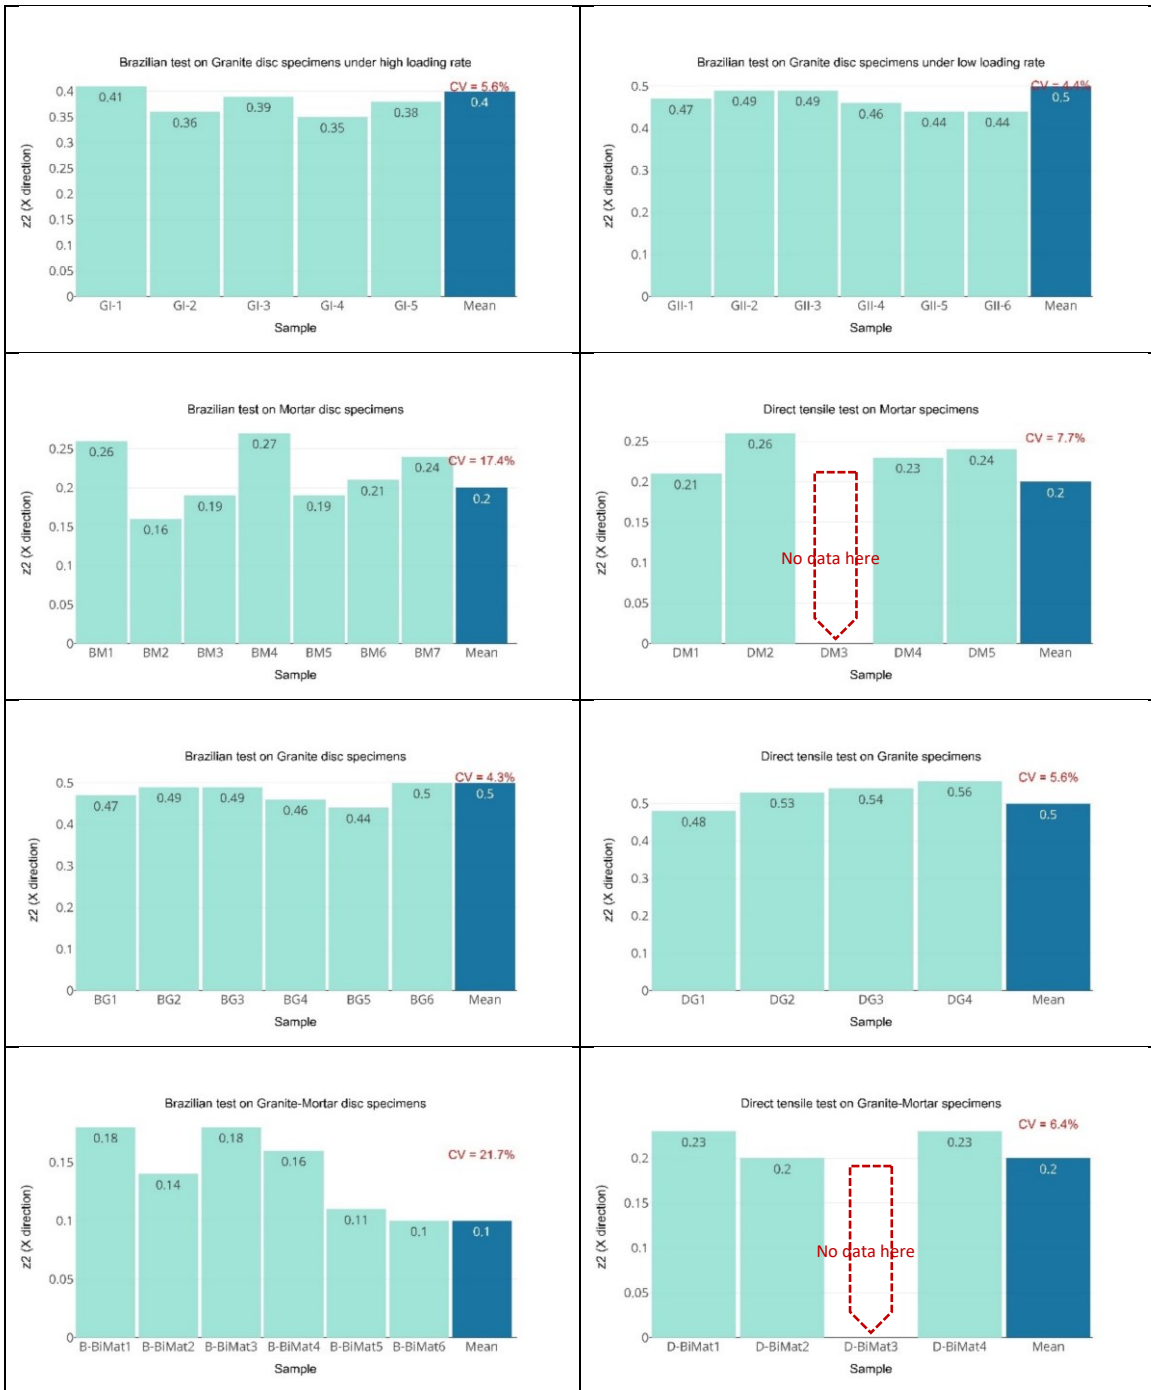 Brazilian test on Granite disc specimens under high loading rate
CV = 5.6%
0.4
0.35
0.3
0.25
0.2
0.15
0.1
0.05
0
z2 (X direction)
0.41
0.36
0.39
0.35
0.38
0.4
GI-1 GI-2 GI-3 GI-4 GI-5 Mean
Sample
Brazilian test on Granite disc specimens under low loading rate
CV = 4.4%
0.5
0.4
0.3
0.2
0.1
0
z2 (X direction)
0.47
0.49
0.49
0.46
0.44
0.44
0.5
GII-1 GII-2 GII-3 GII-4 GII-5 GII-6 Mean
Sample
Brazilian test on Mortar disc specimens
CV = 17.4%
0.25
0.2
0.15
0.1
0.05
0
z2 (X direction)
0.26
0.16
0.19
0.27
0.19
0.21
0.24
0.2
BM1 BM2 BM3 BM4 BM5 BM6 BM7 Mean
Sample
Direct tensile test on Mortar specimens
CV = 7.7%
0.25
0.2
0.15
0.1
0.05
0
z2 (X direction)
0.21
0.26
No data here
0.23
0.24
0.2
DM1 DM2 DM3 DM4 DM5 Mean
Sample
Brazilian test on Granite disc specimens
CV = 4.3%
0.5
0.4
0.3
0.2
0.1
0
z2 (X direction)
0.47
0.49
0.49
0.46
0.44
0.5
0.5
BG1 BG2 BG3 BG4 BG5 BG6 Mean
Sample
Direct tensile test on Granite specimens
CV = 5.6%
0.5
0.4
0.3
0.2
0.1
0
z2 (X direction)
0.48
0.53
0.54
0.56
0.5
DG1 DG2 DG3 DG4 Mean
Sample
Brazilian test on Granite-Mortar disc specimens
CV = 21.7%
0.15
0.1
0.05
0
z2 (X direction)
0.18
0.14
0.18
0.16
0.11
0.1
0.1
B-BiMat1 B-BiMat2 B-BiMat3 B-BiMat4 B-BiMat5 B-BiMat6 Mean
Sample
Direct tensile test on Granite-Mortar specimens
CV = 6.4%
0.2
0.1
0
z2 (X direction)
0.23
0.2
No data here
0.23
0.2
D-BiMat1 D-BiMat2 D-BiMat3 D-BiMat4 Mean
Sample